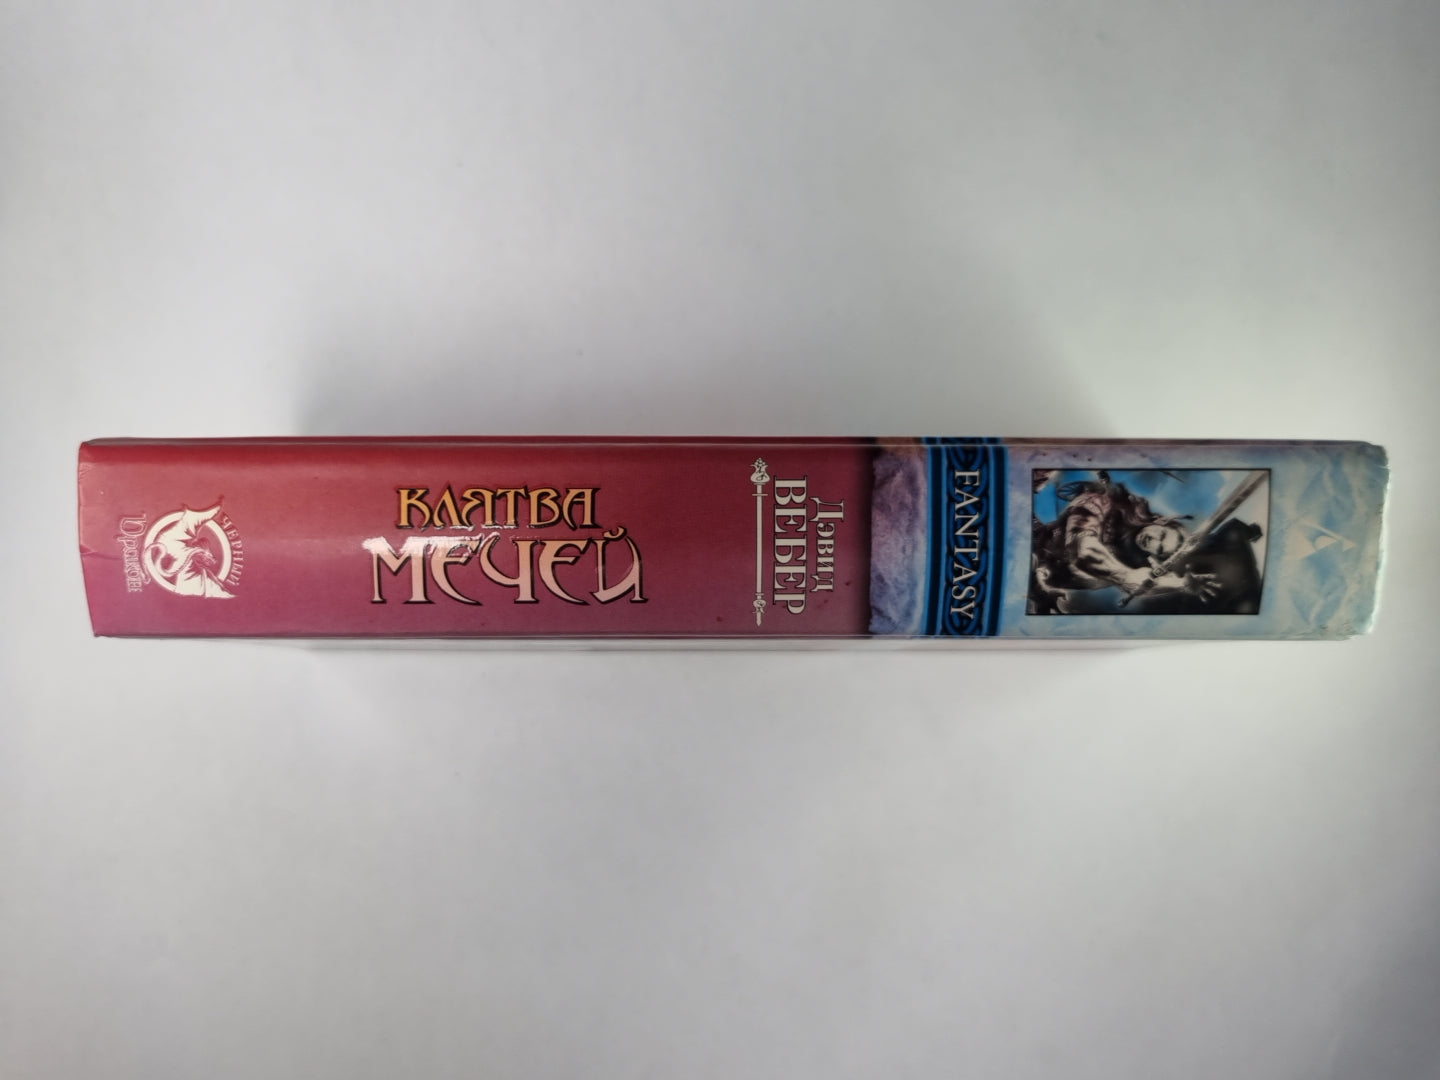 FANTASY
Дэвид
ВЕБЕР
КЛЯТВА
МЕЧЕЙ
ЧЕРНЫЙ
Дракон